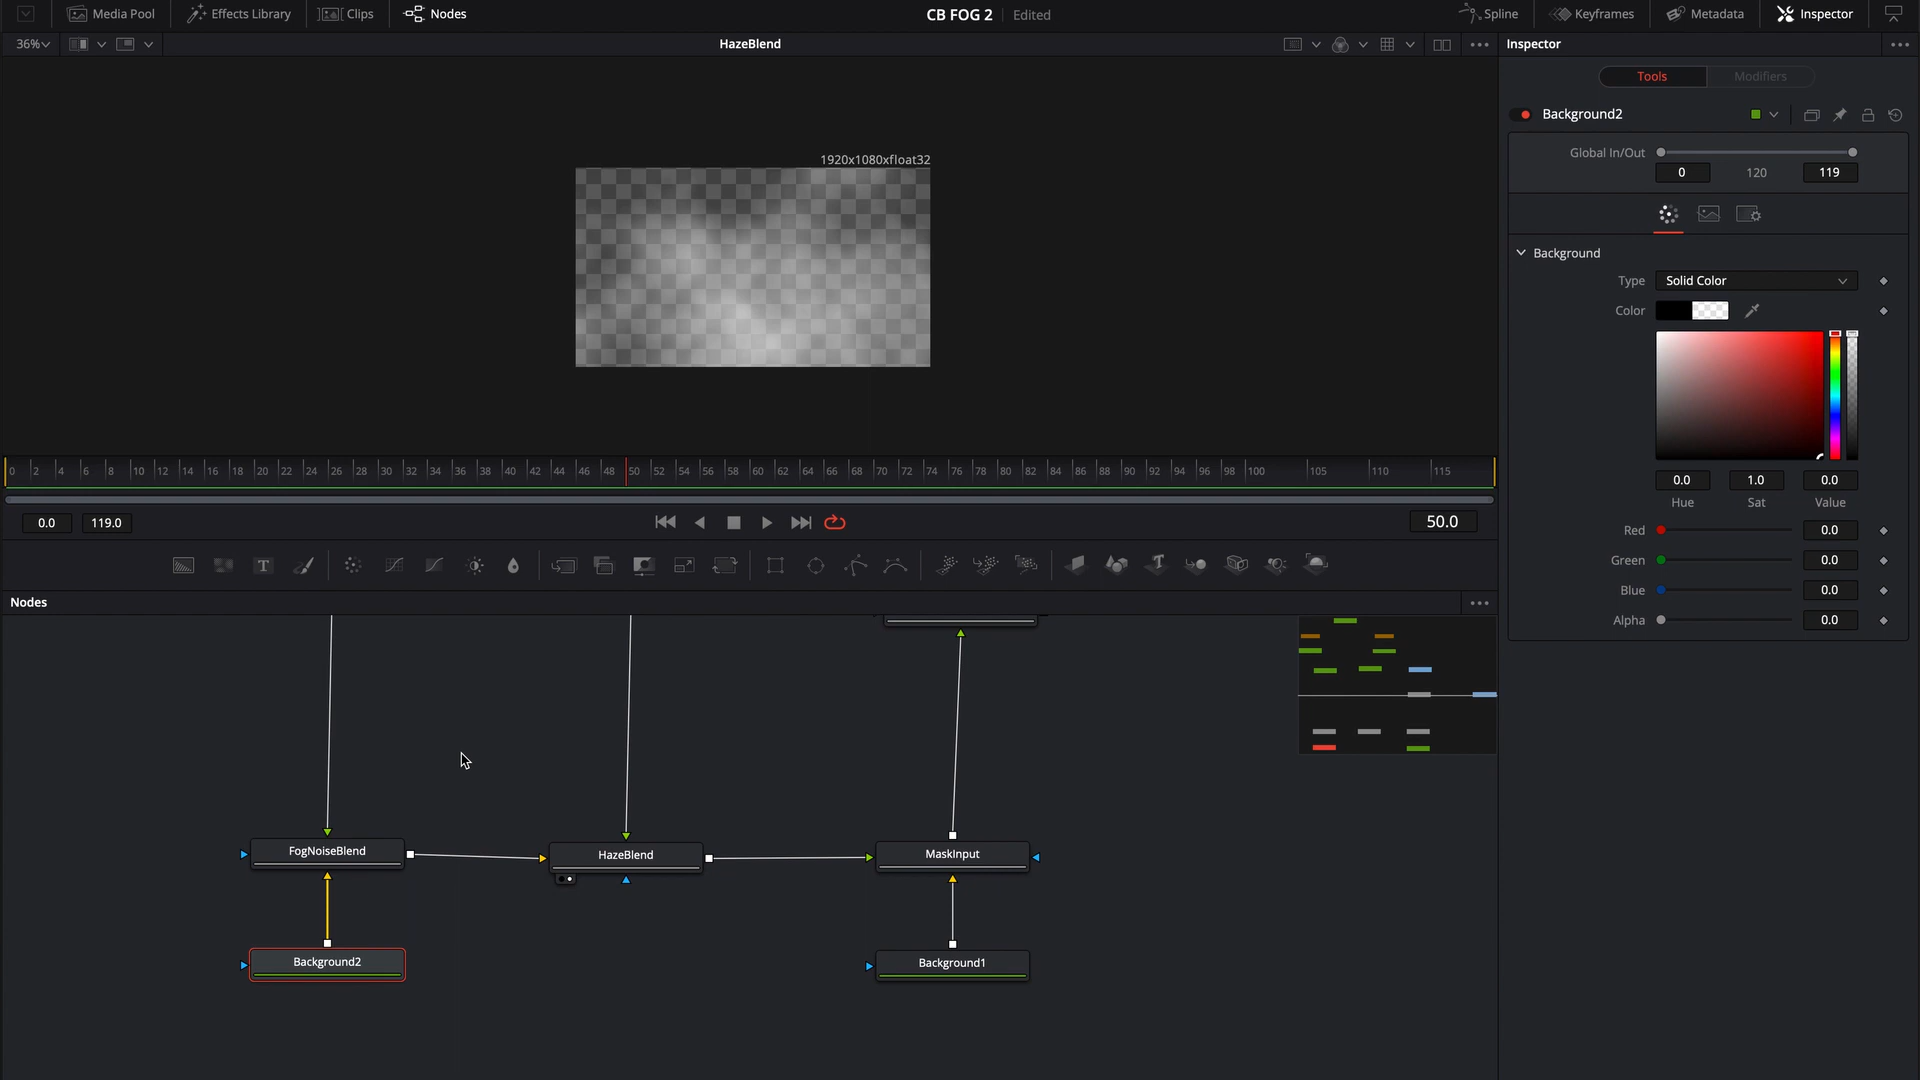 Media Pool
Effects Library
Clips
Nodes
CB FOG 2
Edited
Spline
Keyframes
Metadata
Inspector
36%
HazeBlend
Inspector
Tools
Modifiers
Background2
1920x1080xfloat32
Global In/Out
0
120
119
Background
Type
Solid Color
Color
0.0
1.0
0.0
Hue
Sat
Value
0 2 4 6 8 10 12 14 16 18 20 22 24 26 28 30 32 34 36 38 40 42 44 46 48 50 52 54 56 58 60 62 64 66 68 70 72 74 76 78 80 82 84 86 88 90 92 94 96 98 100 105 110 115
0.0
119.0
50.0
Red
0.0
Green
0.0
Blue
0.0
Alpha
0.0
T
T
Nodes
FogNoiseBlend
HazeBlend
MaskInput
Background2
Background1